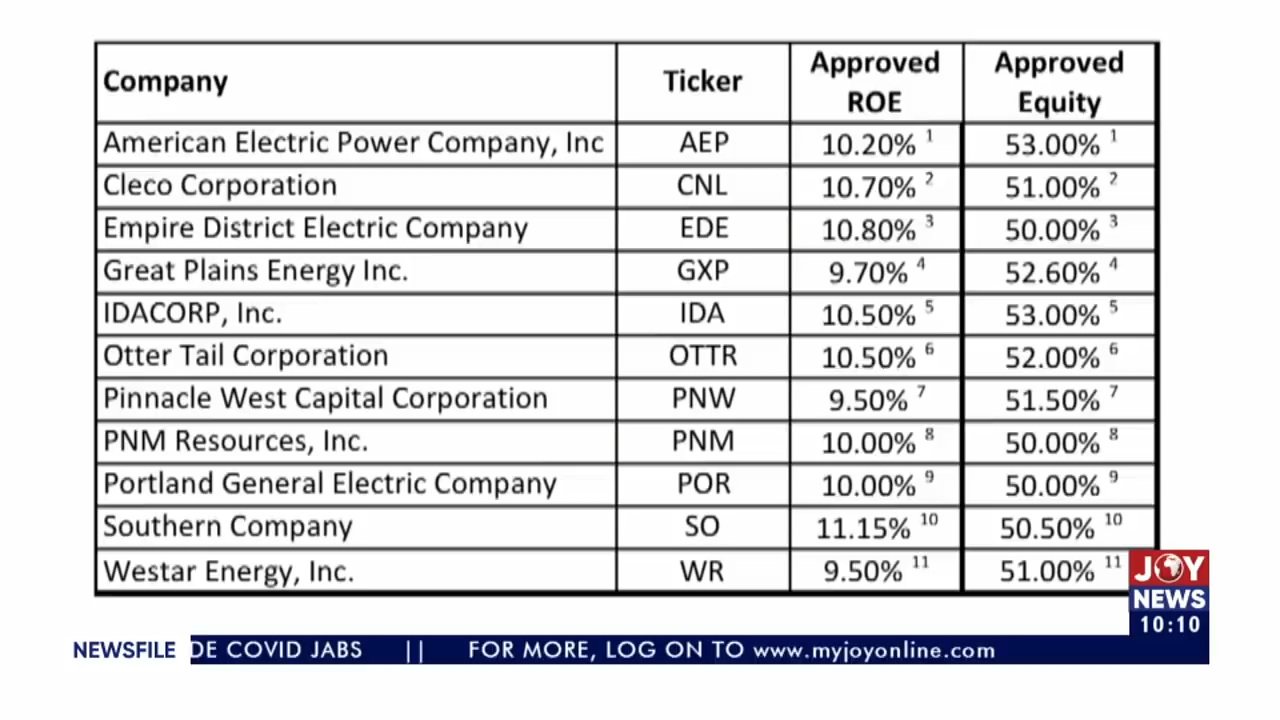 Company Ticker Approved ROE Approved Equity
American Electric Power Company, Inc AEP 10.20% 1 53.00% 1
Cleco Corporation CNL 10.70% 2 51.00% 2
Empire District Electric Company EDE 10.80% 3 50.00% 3
Great Plains Energy Inc. GXP 9.70% 4 52.60% 4
IDACORP, Inc. IDA 10.50% 5 53.00% 5
Otter Tail Corporation OTTR 10.50% 6 52.00% 6
Pinnacle West Capital Corporation PNW 9.50% 7 51.50% 7
PNM Resources, Inc. PNM 10.00% 8 50.00% 8
Portland General Electric Company POR 10.00% 9 50.00% 9
Southern Company SO 11.15% 10 50.50% 10
Westar Energy, Inc. WR 9.50% 11 51.00% 11
JOY
NEWS
10:10
NEWSFILE DE COVID JABS || FOR MORE, LOG ON TO www.myjoyonline.com